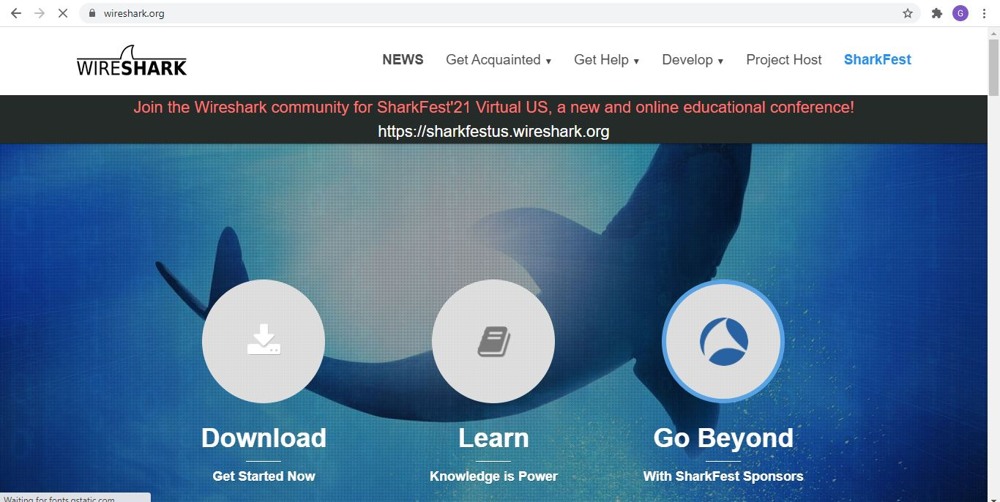 wireshark.org
G
WIRESHARK
NEWS Get Acquainted ▾ Get Help ▾ Develop ▾ Project Host SharkFest
Join the Wireshark community for SharkFest'21 Virtual US, a new and online educational conference!
https://sharkfestus.wireshark.org
Download Learn Go Beyond
Get Started Now Knowledge is Power With SharkFest Sponsors
Waiting for fonts.gstatic.com